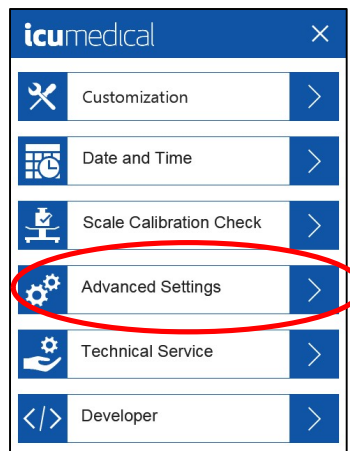 icumedical
Customization
Date and Time
Scale Calibration Check
Advanced Settings
Technical Service
Developer